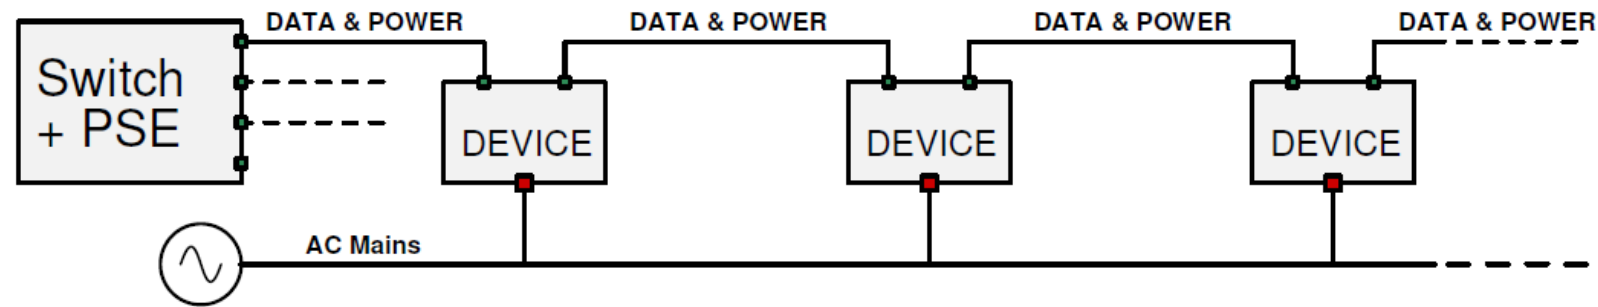 DATA & POWER
DATA & POWER
DATA & POWER
DATA & POWER
Switch
+ PSE
DEVICE
DEVICE
DEVICE
AC Mains